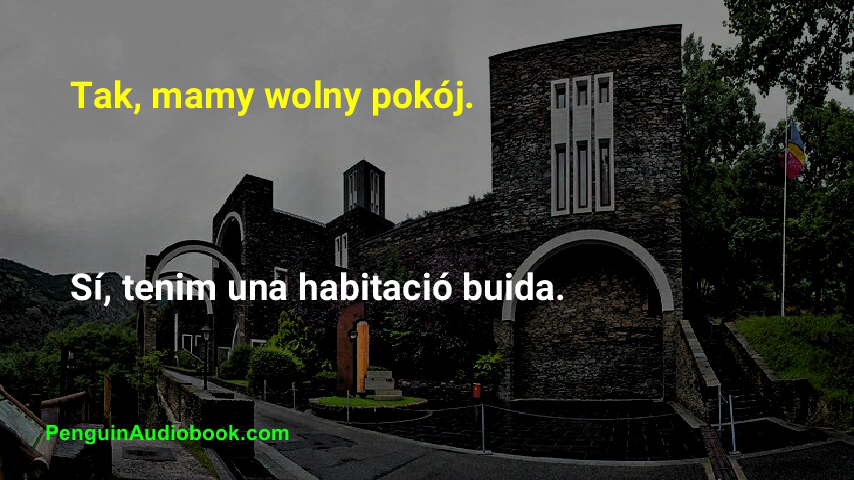 Tak, mamy wolny pokój.
Sí, tenim una habitació buida.
PenguinAudiobook.com